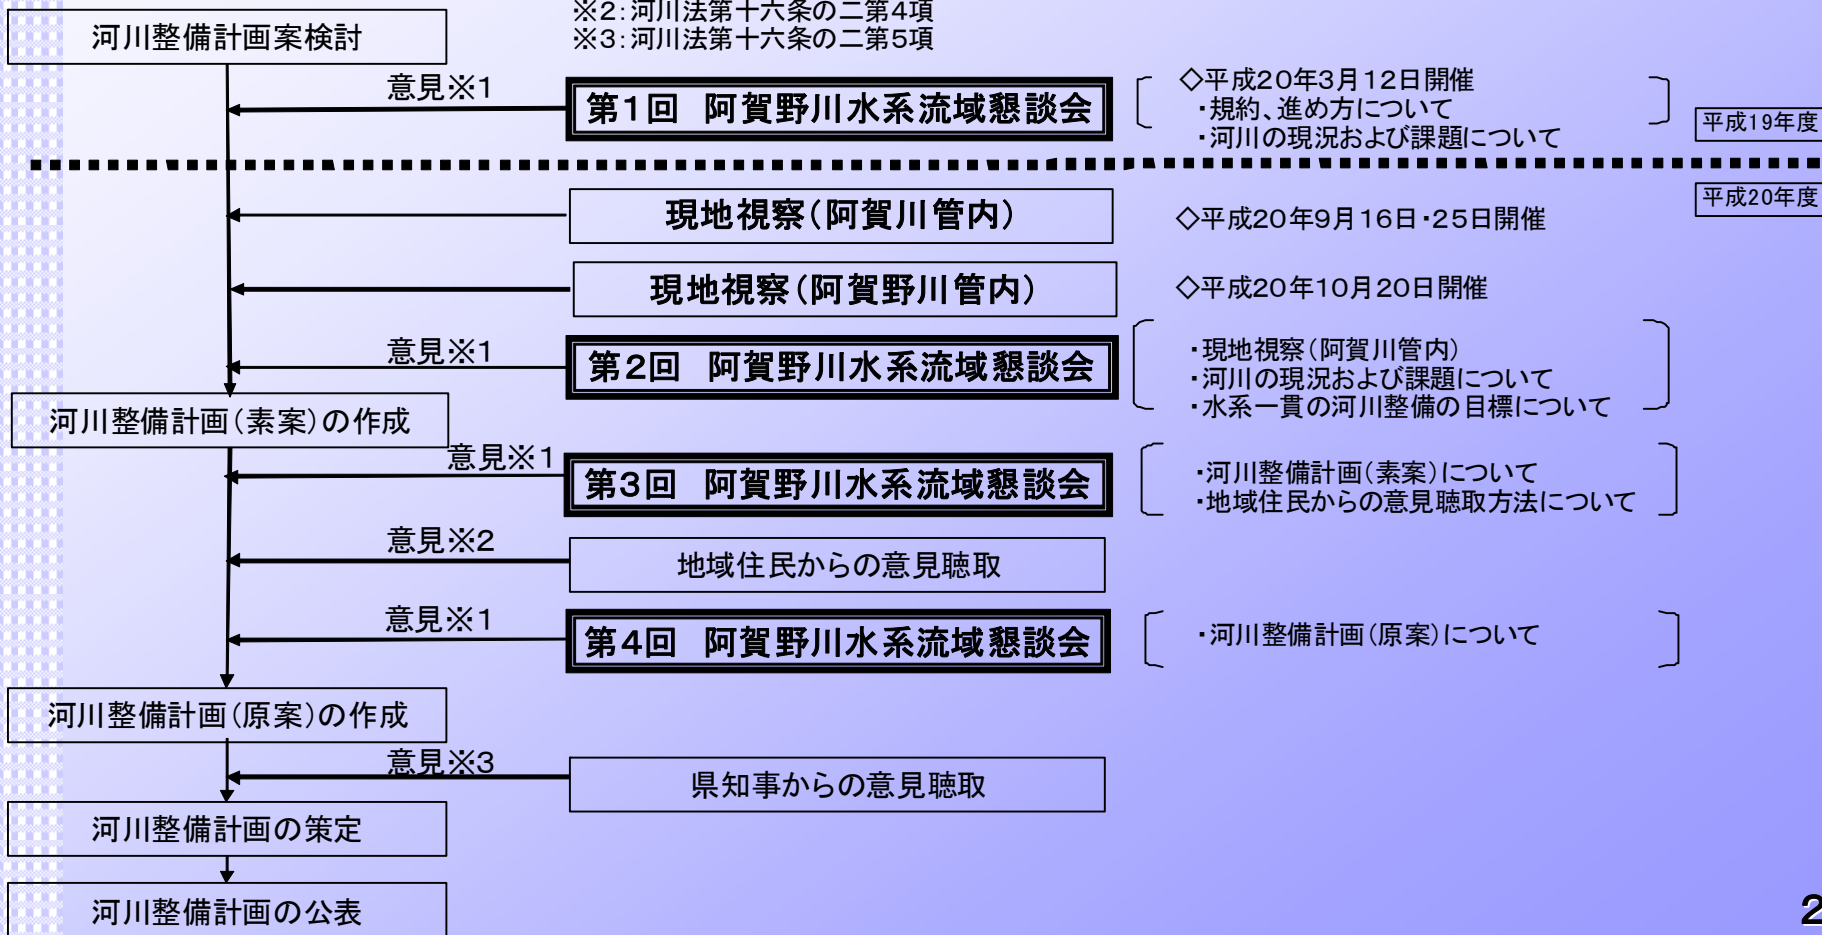 ※2:河川法第十六条の二第4項
※3:河川法第十六条の二第5項
河川整備計画案検討
意見※1
第1回 阿賀野川水系流域懇談会
◇平成20年3月12日開催
・規約、進め方について
・河川の現況および課題について
平成19年度
平成20年度
現地視察(阿賀川管内)
◇平成20年9月16日・25日開催
現地視察(阿賀野川管内)
◇平成20年10月20日開催
意見※1
第2回 阿賀野川水系流域懇談会
・現地視察(阿賀川管内)
・河川の現況および課題について
・水系一貫の河川整備の目標について
河川整備計画(素案)の作成
意見※1
第3回 阿賀野川水系流域懇談会
・河川整備計画(素案)について
・地域住民からの意見聴取方法について
意見※2
地域住民からの意見聴取
意見※1
第4回 阿賀野川水系流域懇談会
・河川整備計画(原案)について
河川整備計画(原案)の作成
意見※3
県知事からの意見聴取
河川整備計画の策定
河川整備計画の公表
2